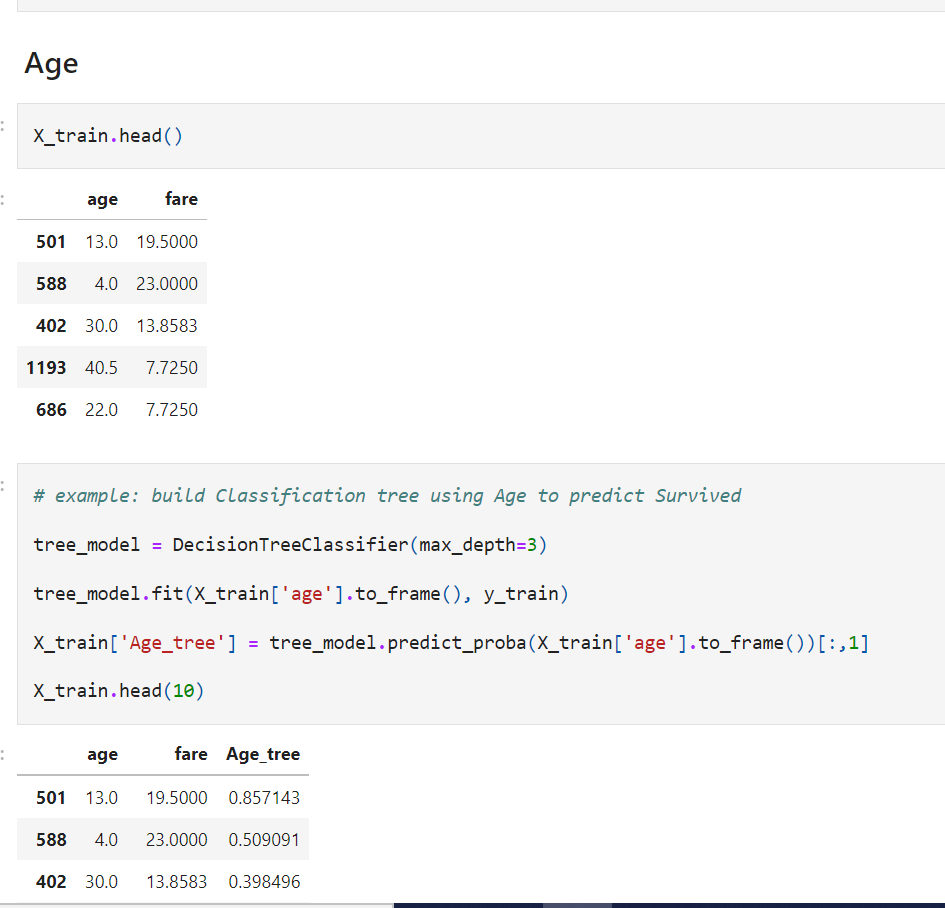 Age
X_train.head()
age fare
501 13.0 19.5000
588 4.0 23.0000
402 30.0 13.8583
1193 40.5 7.7250
686 22.0 7.7250
# example: build Classification tree using Age to predict Survived
tree_model = DecisionTreeClassifier(max_depth=3)
tree_model.fit(X_train['age'].to_frame(), y_train)
X_train['Age_tree'] = tree_model.predict_proba(X_train['age'].to_frame())[:,1]
X_train.head(10)
age fare Age_tree
501 13.0 19.5000 0.857143
588 4.0 23.0000 0.509091
402 30.0 13.8583 0.398496